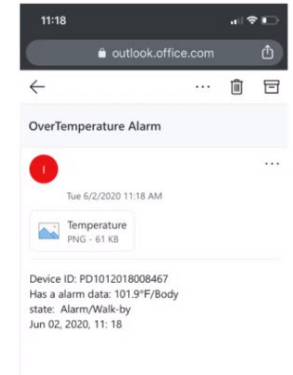 11:18
outlook.office.com
OverTemperature Alarm
I
Tue 6/2/2020 11:18 AM
Temperature
PNG - 61 KB
Device ID: PD1012018008467
Has a alarm data: 101.9°F/Body
state: Alarm/Walk-by
Jun 02, 2020, 11: 18